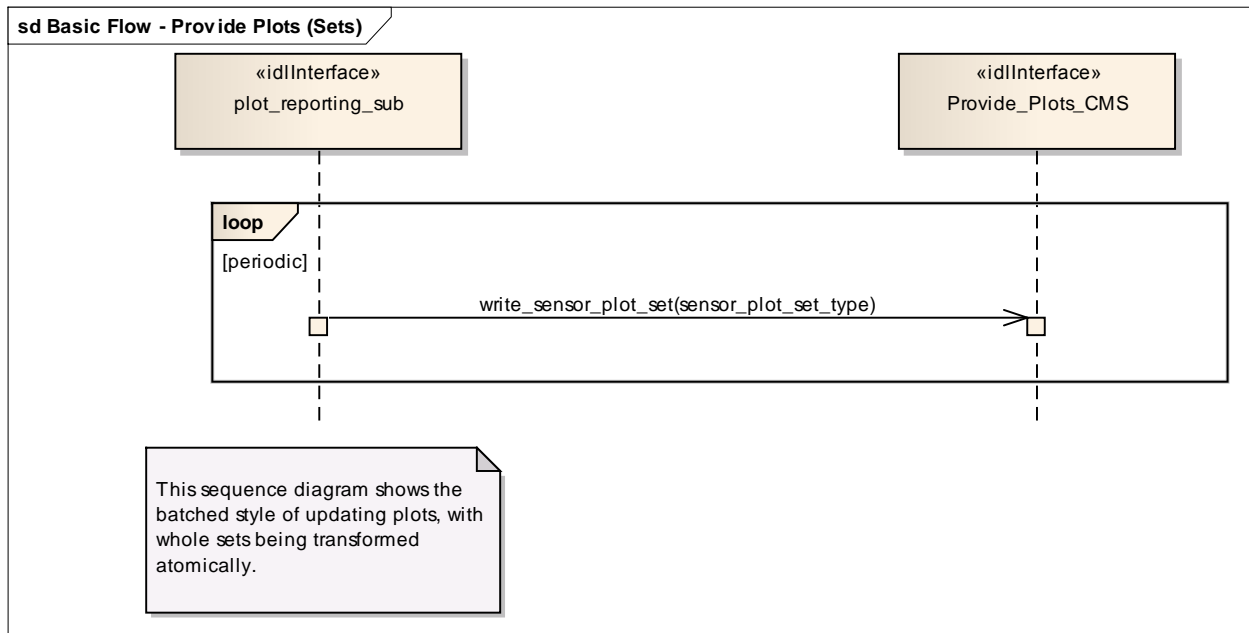 sd Basic Flow - Provide Plots (Sets)
«idlInterface»
plot_reporting_sub
«idlInterface»
Provide_Plots_CMS
loop
[periodic]
write_sensor_plot_set(sensor_plot_set_type)
This sequence diagram shows the
batched style of updating plots, with
whole sets being transformed
atomically.